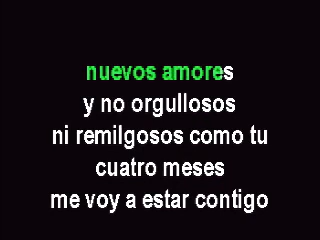 nuevos amores
y no orgullosos
ni remilgosos como tu
cuatro meses
me voy a estar contigo